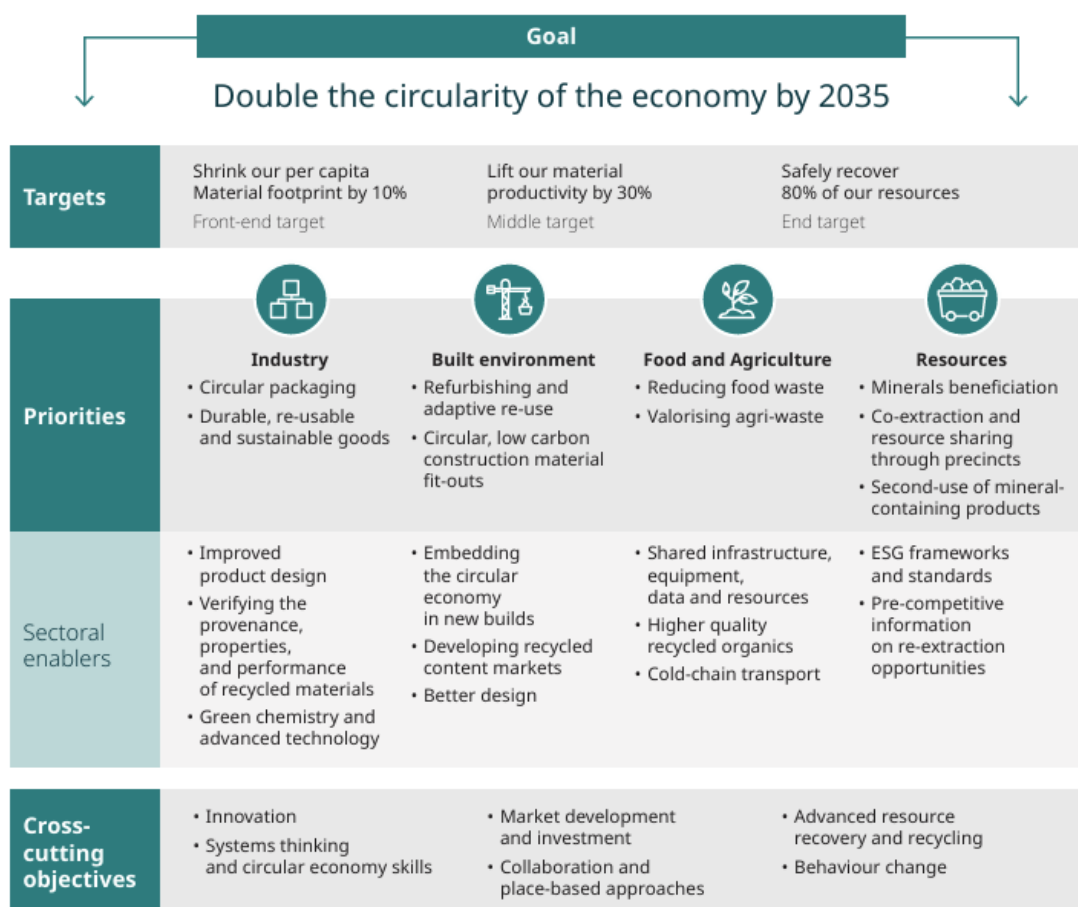 Goal
Double the circularity of the economy by 2035
Targets
Shrink our per capita
Material footprint by 10%
Front-end target
Lift our material
productivity by 30%
Middle target
Safely recover
80% of our resources
End target
Priorities
Industry
• Circular packaging
• Durable, re-usable
and sustainable goods
Built environment
• Refurbishing and
adaptive re-use
• Circular, low carbon
construction material
fit-outs
Food and Agriculture
• Reducing food waste
• Valorising agri-waste
Resources
• Minerals beneficiation
• Co-extraction and
resource sharing
through precincts
• Second-use of mineral-
containing products
Sectoral
enablers
• Improved
product design
• Verifying the
provenance,
properties,
and performance
of recycled materials
• Green chemistry and
advanced technology
• Embedding
the circular
economy
in new builds
• Developing recycled
content markets
• Better design
• Shared infrastructure,
equipment,
data and resources
• Higher quality
recycled organics
• Cold-chain transport
• ESG frameworks
and standards
• Pre-competitive
information
on re-extraction
opportunities
Cross-
cutting
objectives
• Innovation
• Systems thinking
and circular economy skills
• Market development
and investment
• Collaboration and
place-based approaches
• Advanced resource
recovery and recycling
• Behaviour change